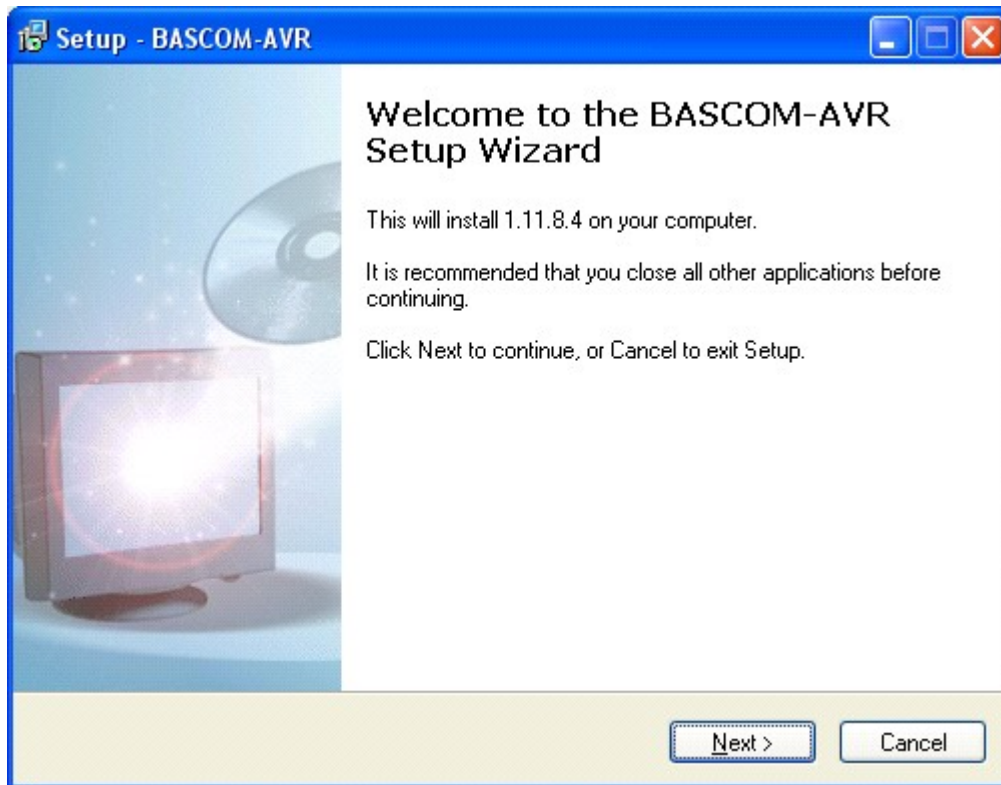 Setup - BASCOM-AVR
Welcome to the BASCOM-AVR
Setup Wizard
This will install 1.11.8.4 on your computer.
It is recommended that you close all other applications before
continuing.
Click Next to continue, or Cancel to exit Setup.
Next >
Cancel